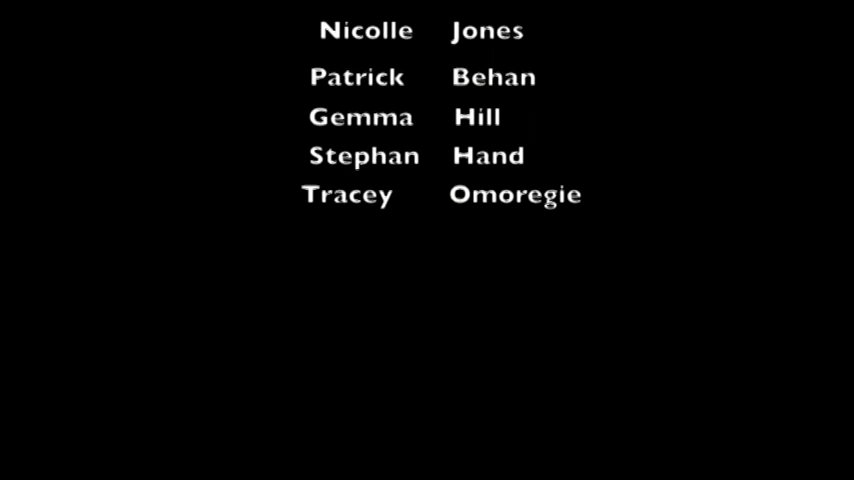 Nicolle Jones
Patrick Behan
Gemma Hill
Stephan Hand
Tracey Omoregie